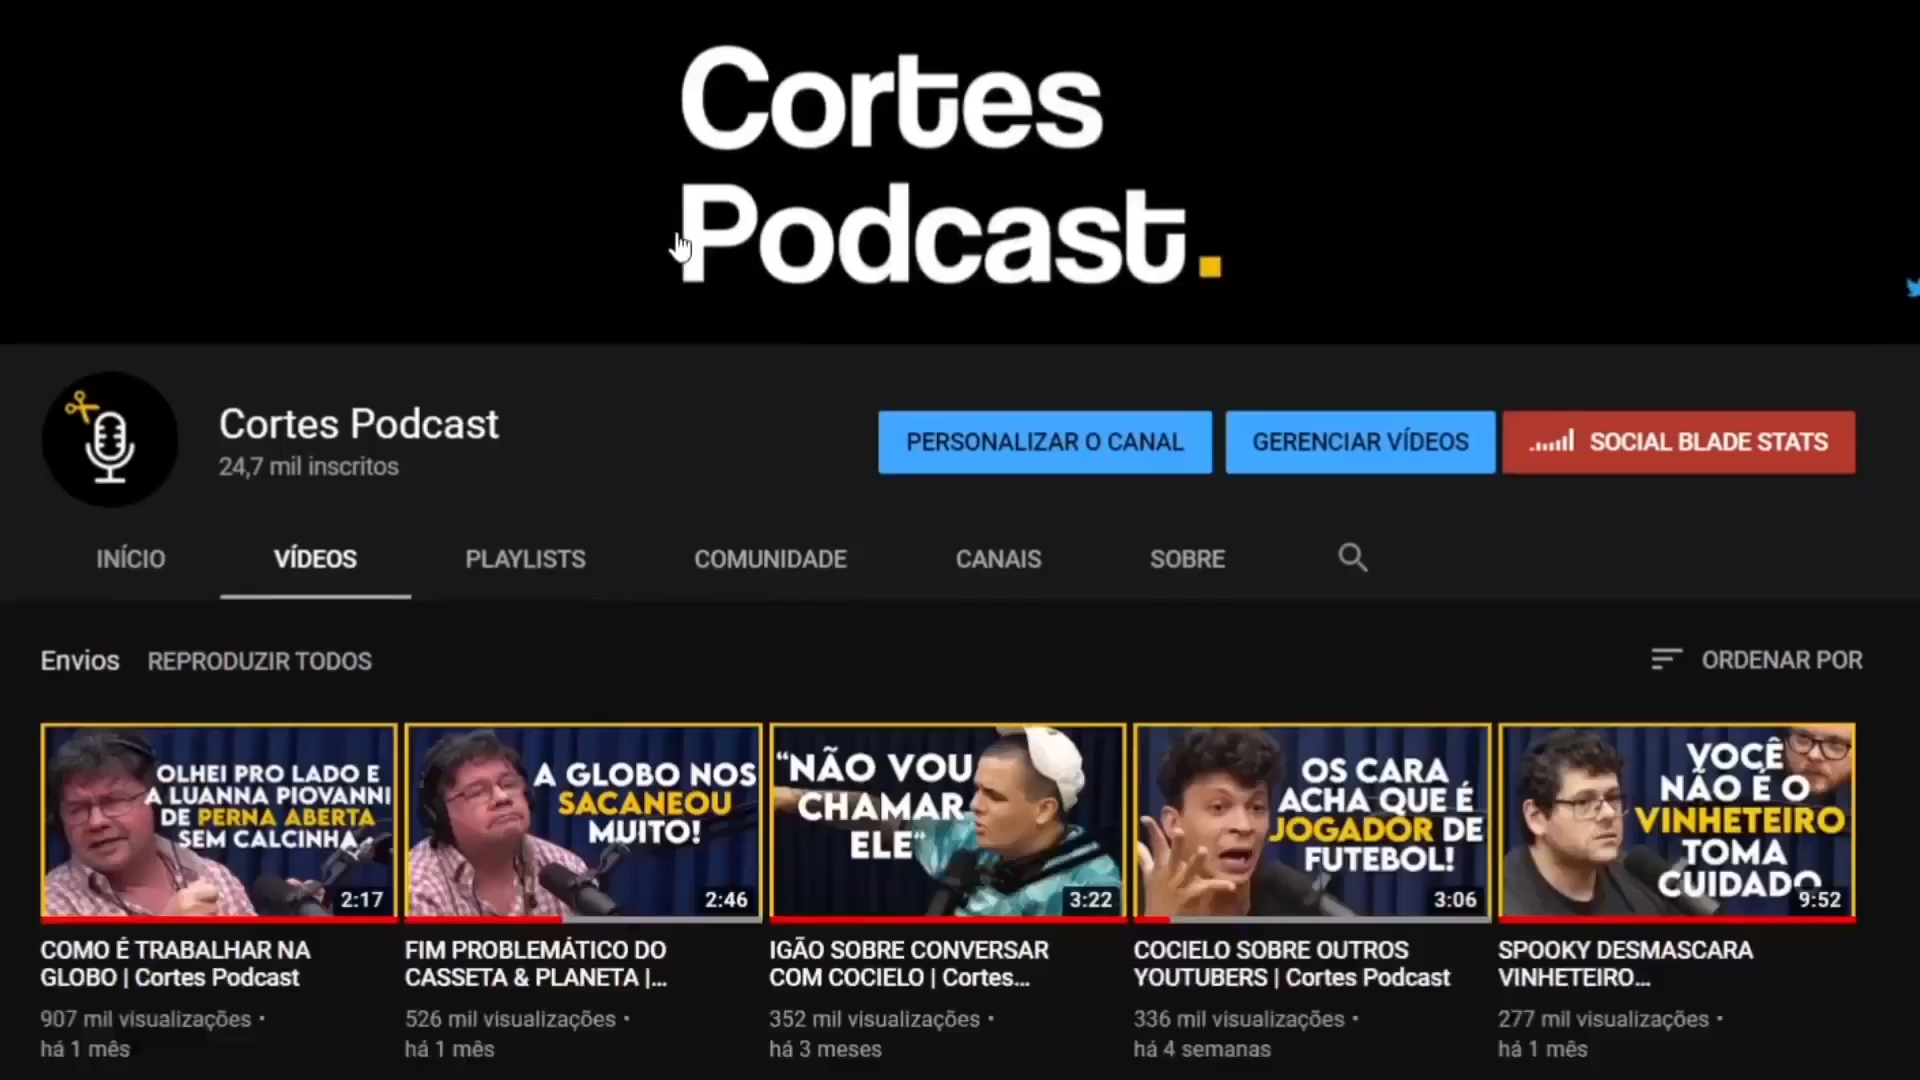 Cortes
Podcast.
Cortes Podcast
24,7 mil inscritos
PERSONALIZAR O CANAL
GERENCIAR VÍDEOS
SOCIAL BLADE STATS
INÍCIO
VÍDEOS
PLAYLISTS
COMUNIDADE
CANAIS
SOBRE
Envios
REPRODUZIR TODOS
ORDENAR POR
OLHEI PRO LADO E
A LUANNA PIOVANNI
DE PERNA ABERTA
SEM CALCINHA
2:17
A GLOBO NOS
SACANEOU
MUITO!
2:46
“NÃO VOU
CHAMAR
ELE“
3:22
OS CARA
ACHA QUE É
JOGADOR DE
FUTEBOL!
3:06
VOCÊ
NÃO É O
VINHETEIRO
TOMA
CUIDADO
9:52
COMO É TRABALHAR NA
GLOBO | Cortes Podcast
907 mil visualizações •
há 1 mês
FIM PROBLEMÁTICO DO
CASSETA & PLANETA |...
526 mil visualizações •
há 1 mês
IGÃO SOBRE CONVERSAR
COM COCIELO | Cortes...
352 mil visualizações •
há 3 meses
COCIELO SOBRE OUTROS
YOUTUBERS | Cortes Podcast
336 mil visualizações •
há 4 semanas
SPOOKY DESMASCARA
VINHETEIRO...
277 mil visualizações •
há 1 mês